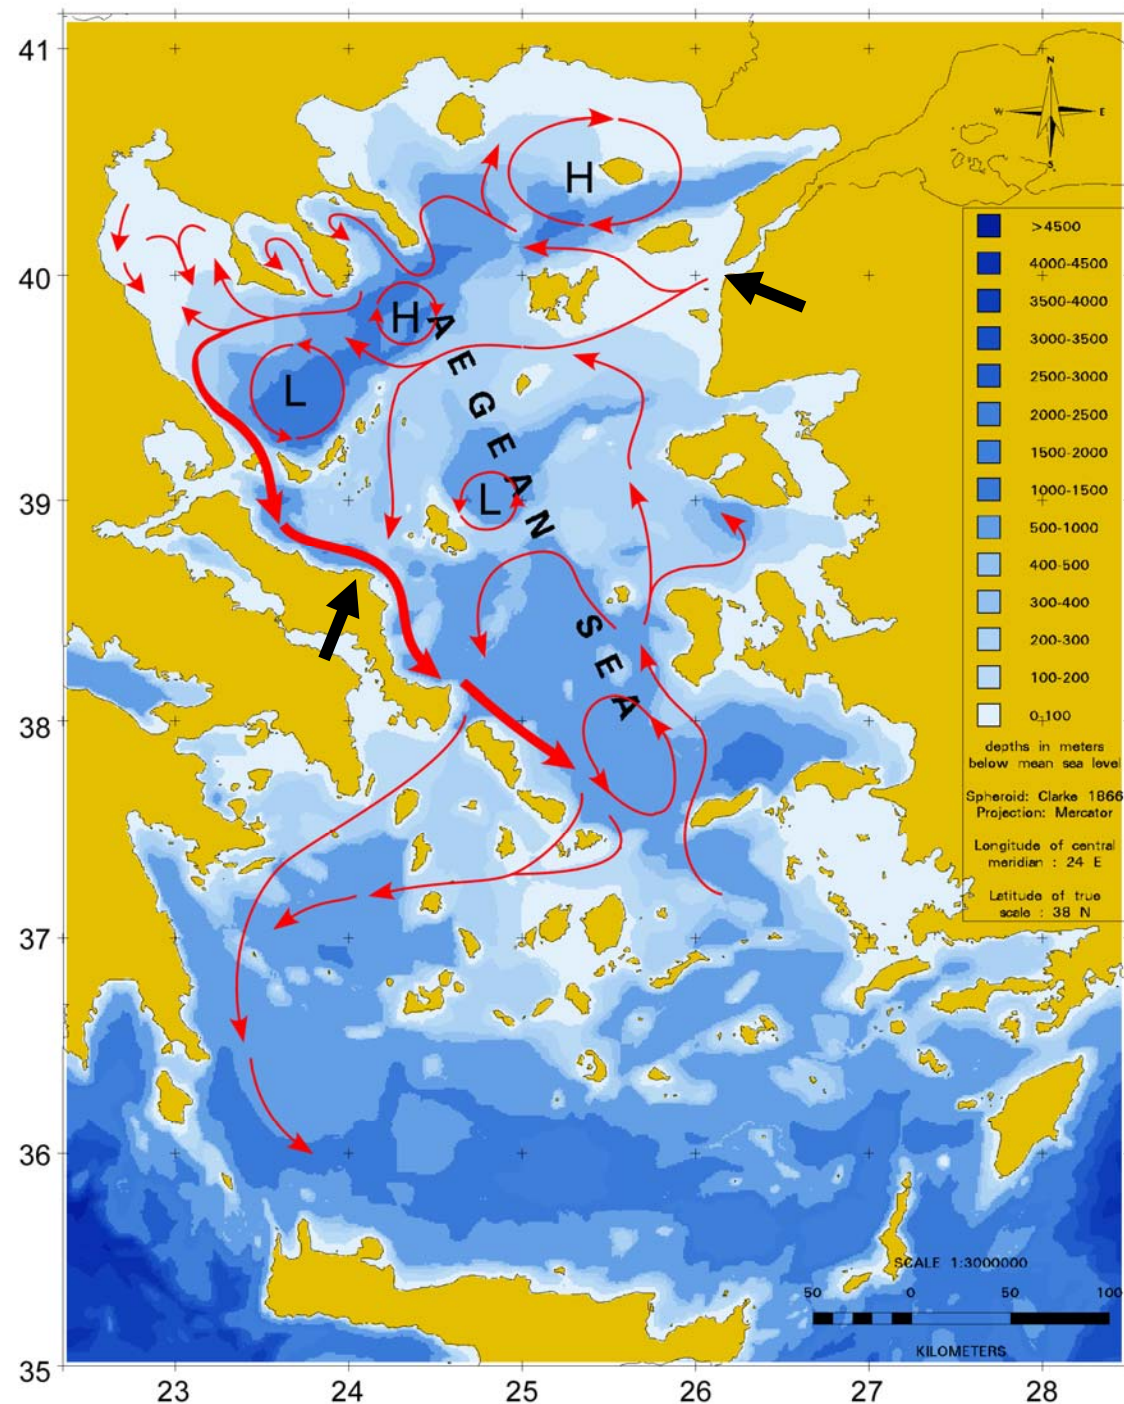 41
40
39
38
37
36
35
23
24
25
26
27
28
N
W
E
S
H
H
L
L
AEGEAN
SEA
>4500
4000-4500
3500-4000
3000-3500
2500-3000
2000-2500
1500-2000
1000-1500
500-1000
400-500
300-400
200-300
100-200
0-100
depths in meters
below mean sea level
Spheroid: Clarke 1866
Projection: Mercator
Longitude of central
meridian : 24 E
Latitude of true
scale : 38 N
SCALE 1:3000000
50 0 50 100
KILOMETERS